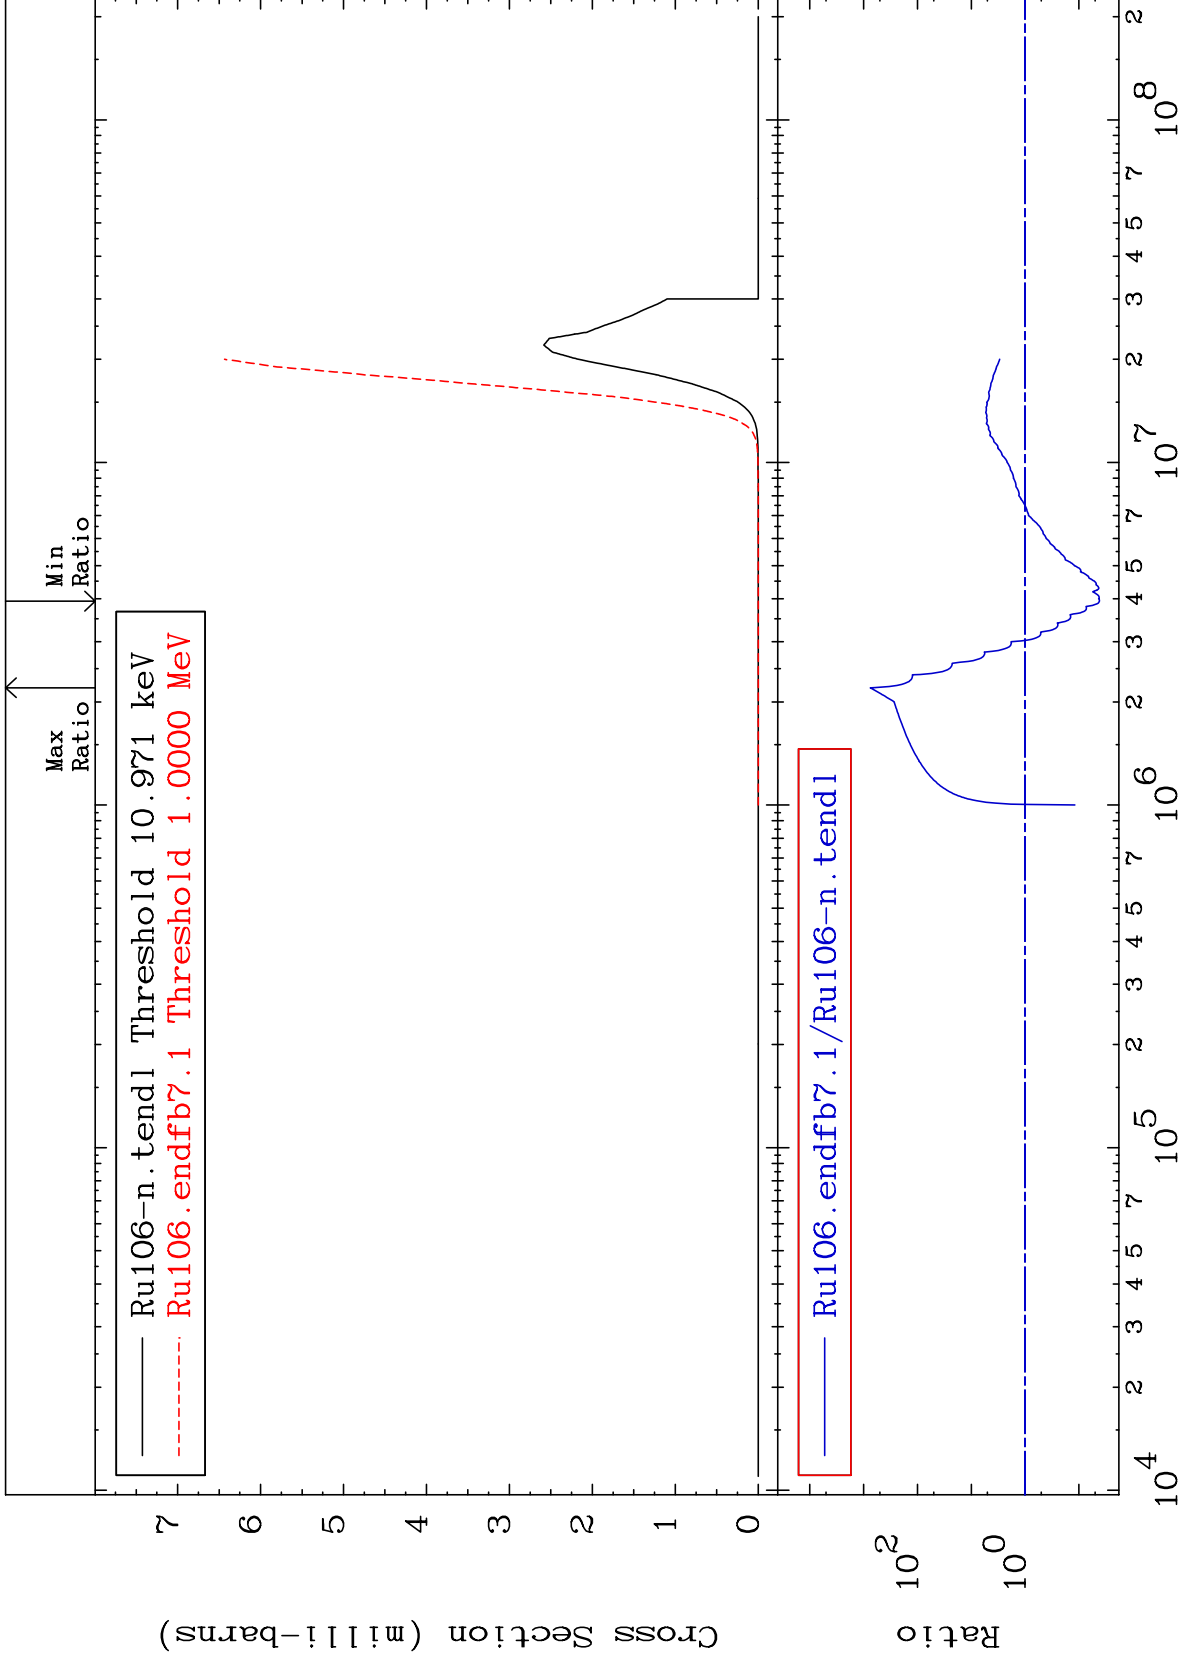 Max
Ratio
Min
Ratio
Ru106-n.tendl Threshold 10.971 keV
Ru106.endfb7.1 Threshold 1.0000 MeV
Cross Section (milli-barns)
7
6
5
4
3
2
1
0
Ru106.endfb7.1/Ru106-n.tendl
Ratio
10^2
10^0
10^4 2 3 4 5 7 10^5 2 3 4 5 7 10^6 2 3 4 5 7 10^7 2 3 4 5 7 10^8 2